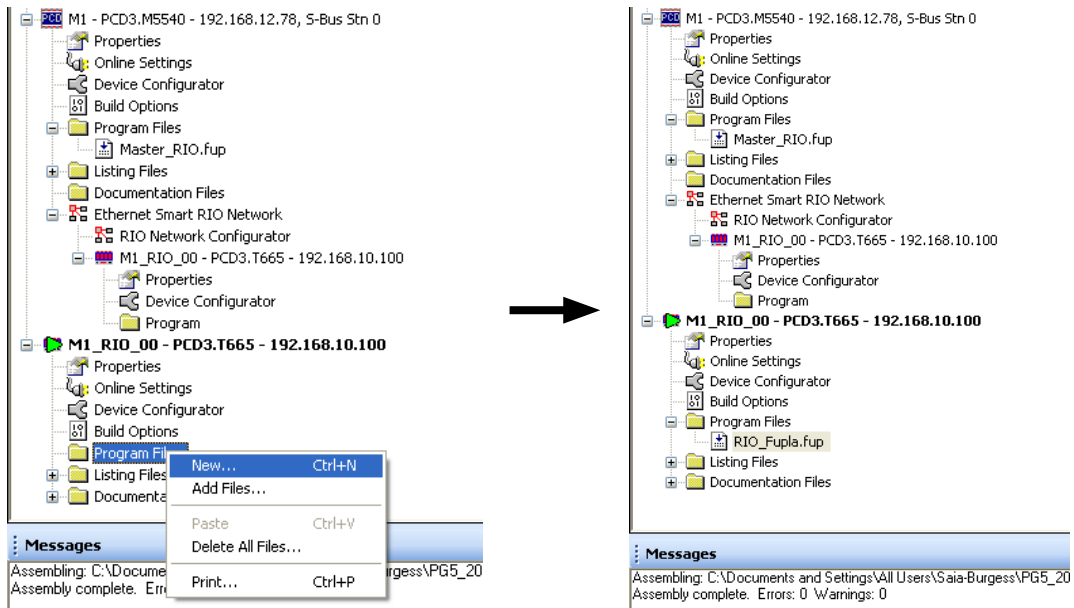 M1 - PCD3.M5540 - 192.168.12.78, S-Bus Stn 0
Properties
Online Settings
Device Configurator
Build Options
Program Files
Master_RIO.fup
Listing Files
Documentation Files
Ethernet Smart RIO Network
RIO Network Configurator
M1_RIO_00 - PCD3.T665 - 192.168.10.100
Properties
Device Configurator
Program
M1_RIO_00 - PCD3.T665 - 192.168.10.100
Properties
Online Settings
Device Configurator
Build Options
Program Fil
Listing Files
Documenta
New... Ctrl+N
Add Files...
Paste Ctrl+V
Delete All Files...
Print... Ctrl+P
Messages
Assembling: C:\Docume rgess\PG5_20
Assembly complete. Erro
M1 - PCD3.M5540 - 192.168.12.78, S-Bus Stn 0
Properties
Online Settings
Device Configurator
Build Options
Program Files
Master_RIO.fup
Listing Files
Documentation Files
Ethernet Smart RIO Network
RIO Network Configurator
M1_RIO_00 - PCD3.T665 - 192.168.10.100
Properties
Device Configurator
Program
M1_RIO_00 - PCD3.T665 - 192.168.10.100
Properties
Online Settings
Device Configurator
Build Options
Program Files
RIO_Fupla.fup
Listing Files
Documentation Files
Messages
Assembling: C:\Documents and Settings\All Users\Saia-Burgess\PG5_20
Assembly complete. Errors: 0 Warnings: 0